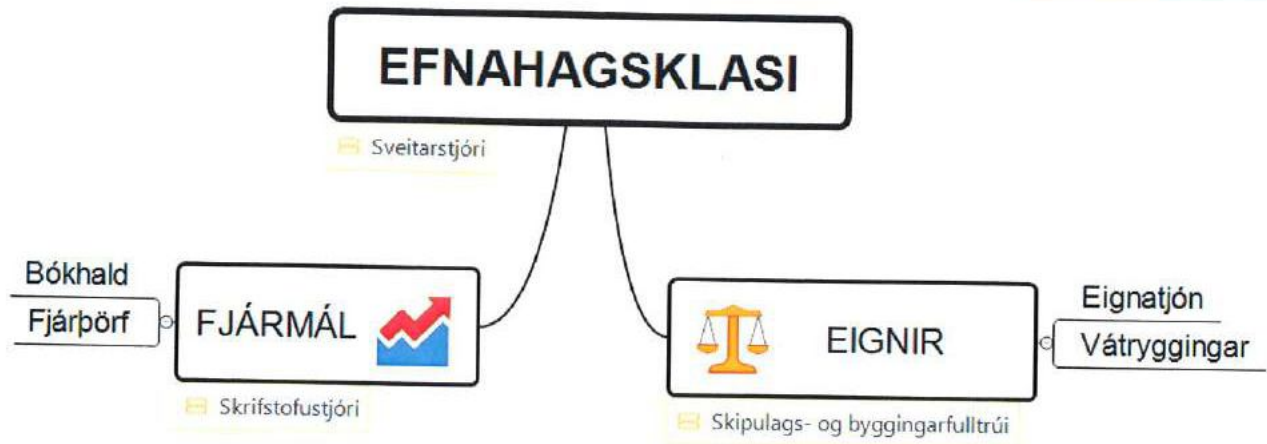 EFNAHAGSKLASI
Sveitarstjóri
Bókhald
Fjárþörf
FJÁRMÁL
Skrifstofustjóri
EIGNIR
Skipulags- og byggingarfulltrúi
Eignatjón
Vátryggingar